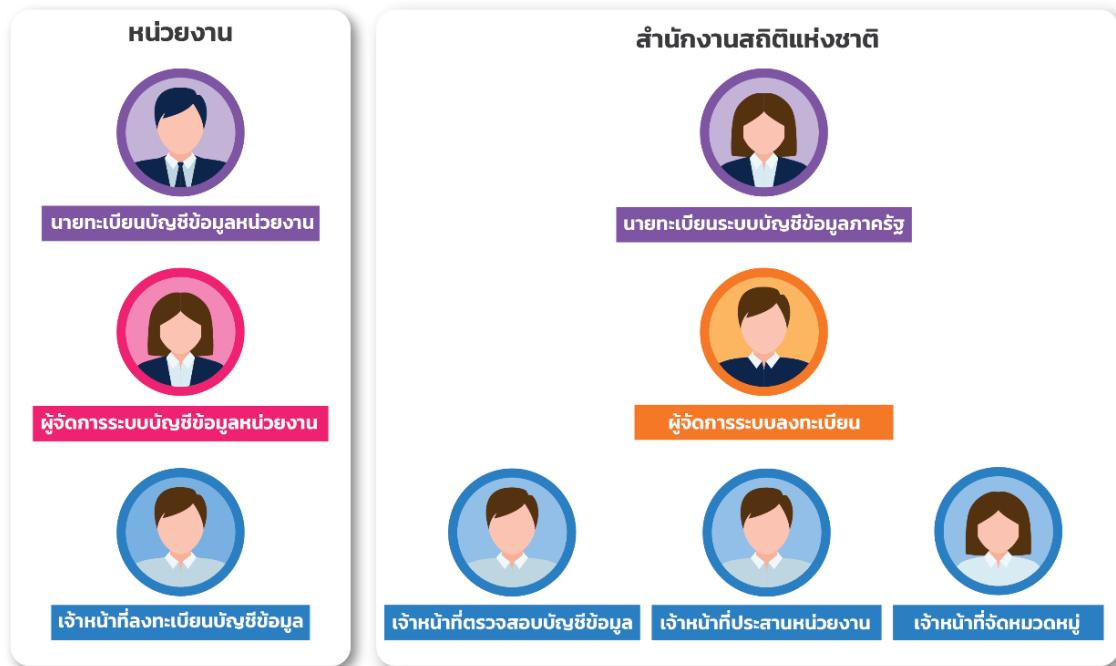 หน่วยงาน
นายทะเบียนบัญชีข้อมูลหน่วยงาน
ผู้จัดการระบบบัญชีข้อมูลหน่วยงาน
เจ้าหน้าที่ลงทะเบียนบัญชีข้อมูล
สำนักงานสถิติแห่งชาติ
นายทะเบียนระบบบัญชีข้อมูลภาครัฐ
ผู้จัดการระบบลงทะเบียน
เจ้าหน้าที่ตรวจสอบบัญชีข้อมูล
เจ้าหน้าที่ประสานหน่วยงาน
เจ้าหน้าที่จัดหมวดหมู่